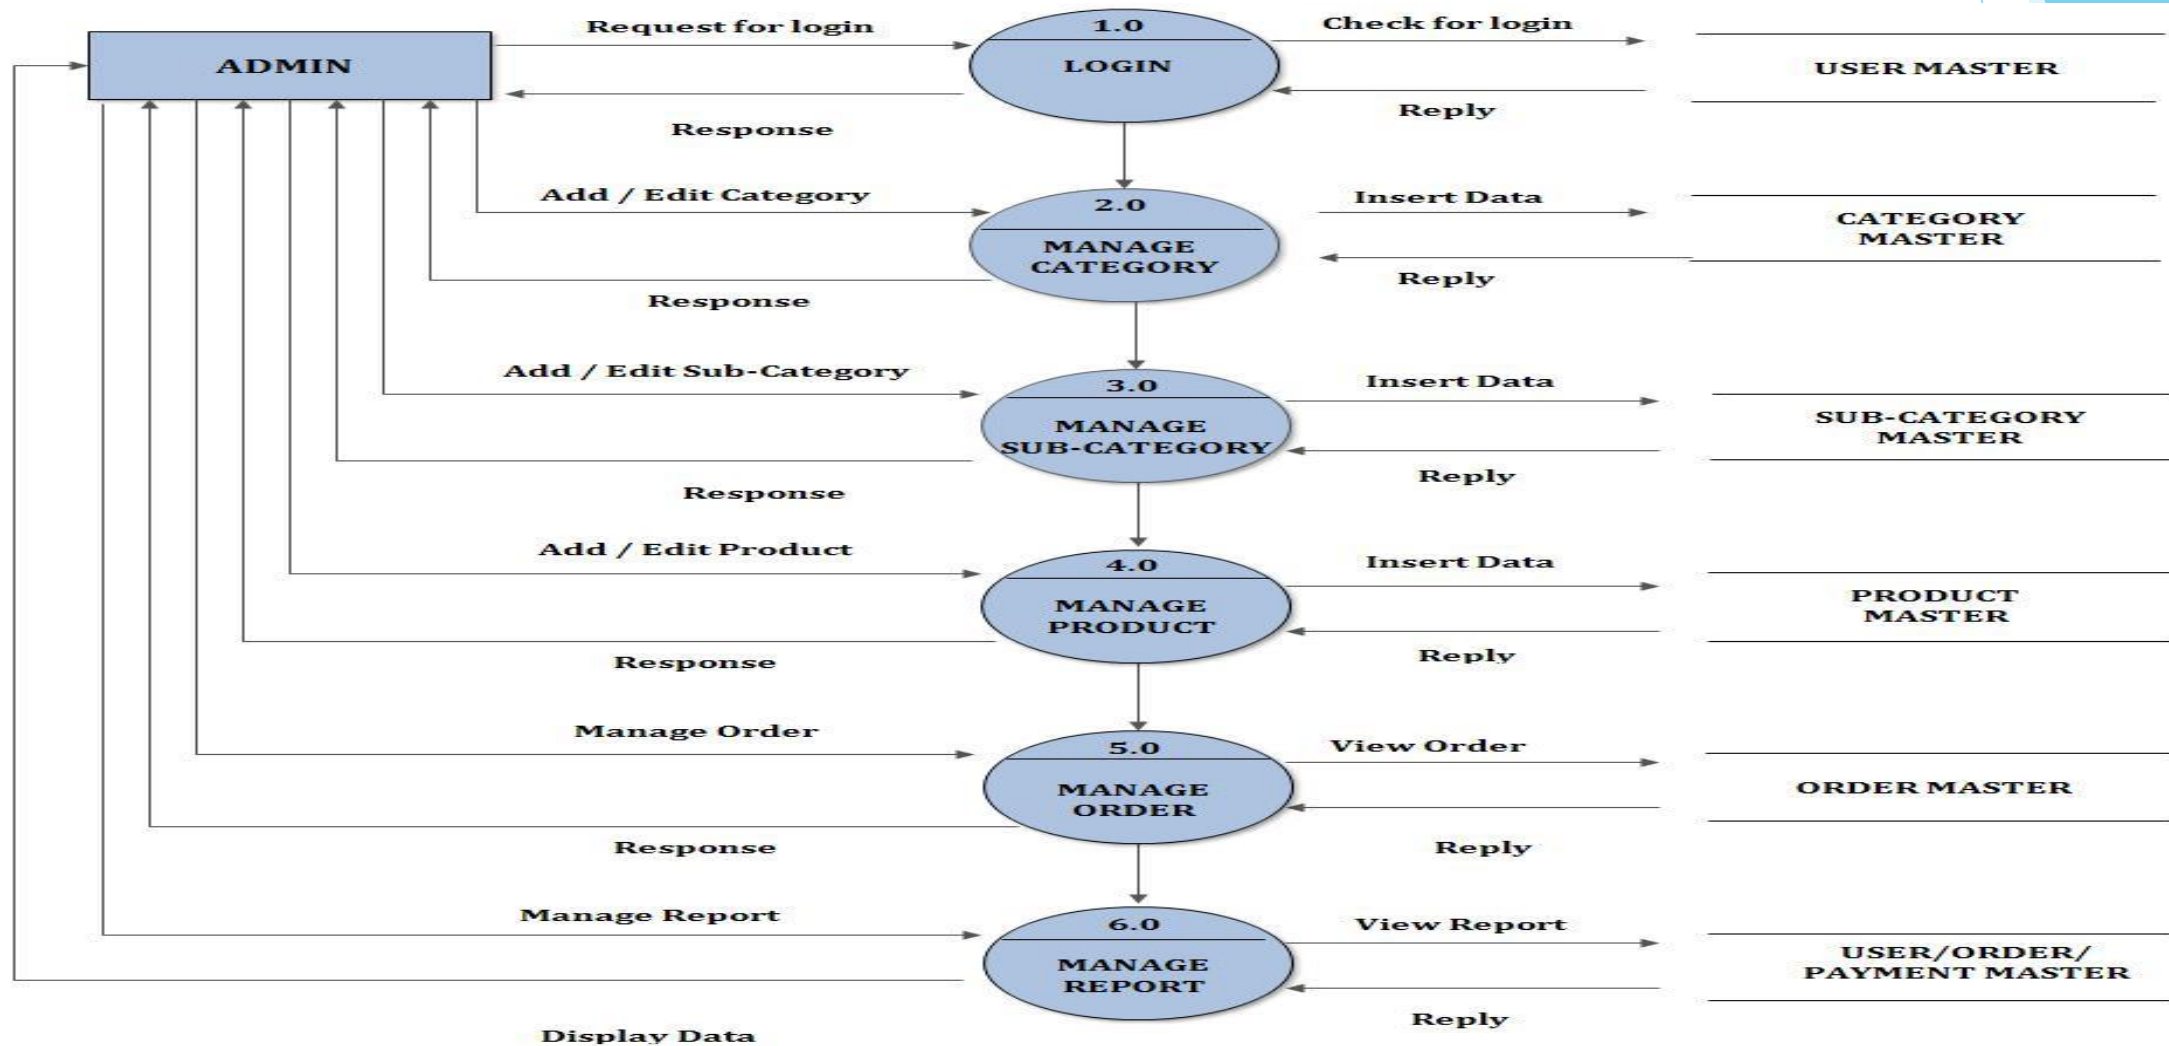 Request for login
1.0
Check for login
ADMIN
LOGIN
USER MASTER
Response
Reply
Add / Edit Category
2.0
Insert Data
MANAGE
CATEGORY
CATEGORY
MASTER
Response
Reply
Add / Edit Sub-Category
3.0
Insert Data
MANAGE
SUB-CATEGORY
SUB-CATEGORY
MASTER
Response
Reply
Add / Edit Product
4.0
Insert Data
MANAGE
PRODUCT
PRODUCT
MASTER
Response
Reply
Manage Order
5.0
View Order
MANAGE
ORDER
ORDER MASTER
Response
Reply
Manage Report
6.0
View Report
MANAGE
REPORT
USER/ORDER/
PAYMENT MASTER
Display Data
Reply